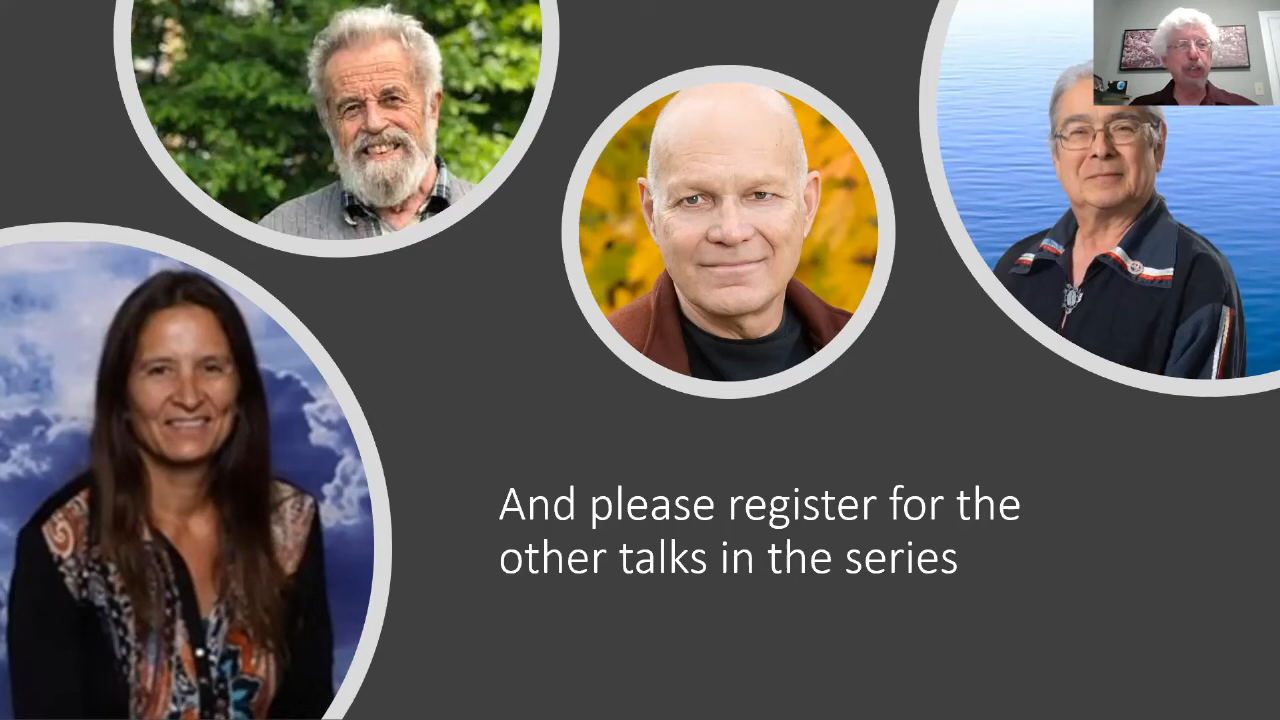 And please register for the
other talks in the series